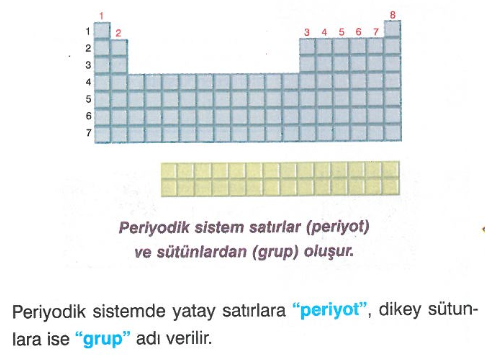 1
8
1
2
3 4 5 6 7
2
3
4
5
6
7
Periyodik sistem satırlar (periyot)
ve sütünlardan (grup) oluşur.
Periyodik sistemde yatay satırlara “periyot”, dikey sütun-
lara ise “grup” adı verilir.